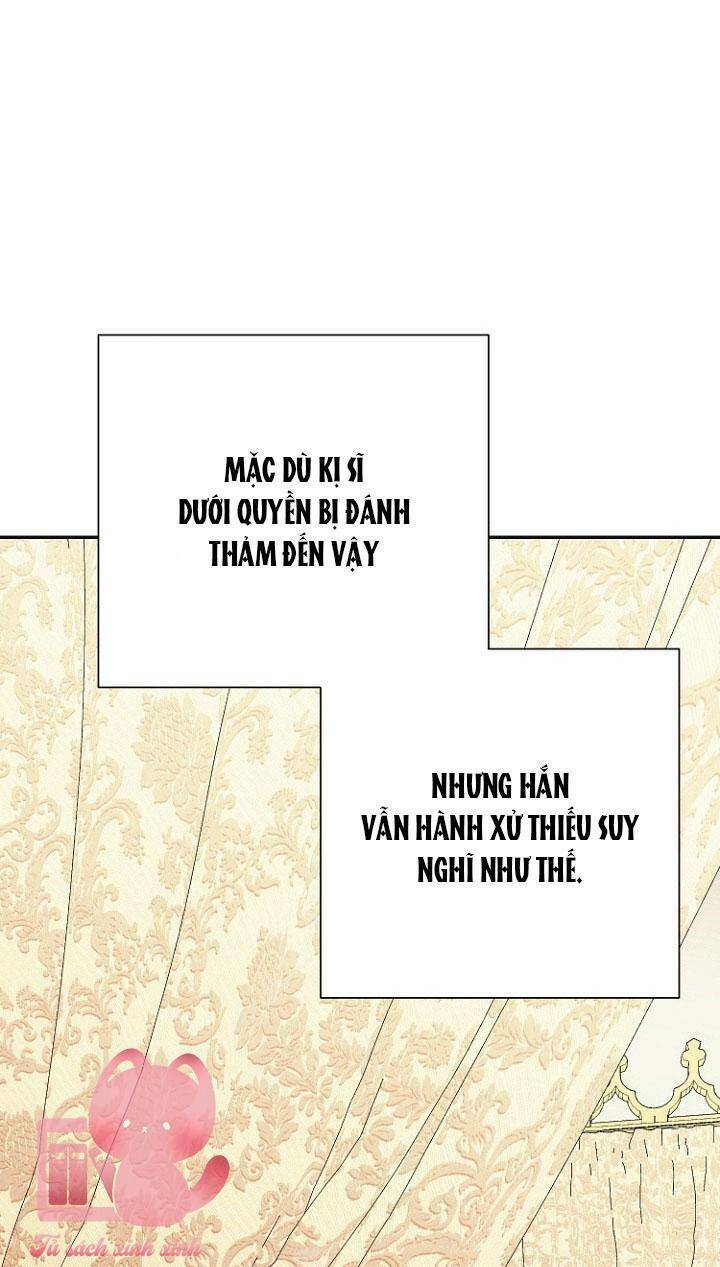 MẶC DÙ KỊ SĨ
DƯỚI QUYỀN BỊ ĐÁNH
THẢM ĐẾN VẬY
NHƯNG HẮN
VẪN HÀNH XỬ THIẾU SUY
NGHĨ NHƯ THẾ.
Tủ sách xinh xinh